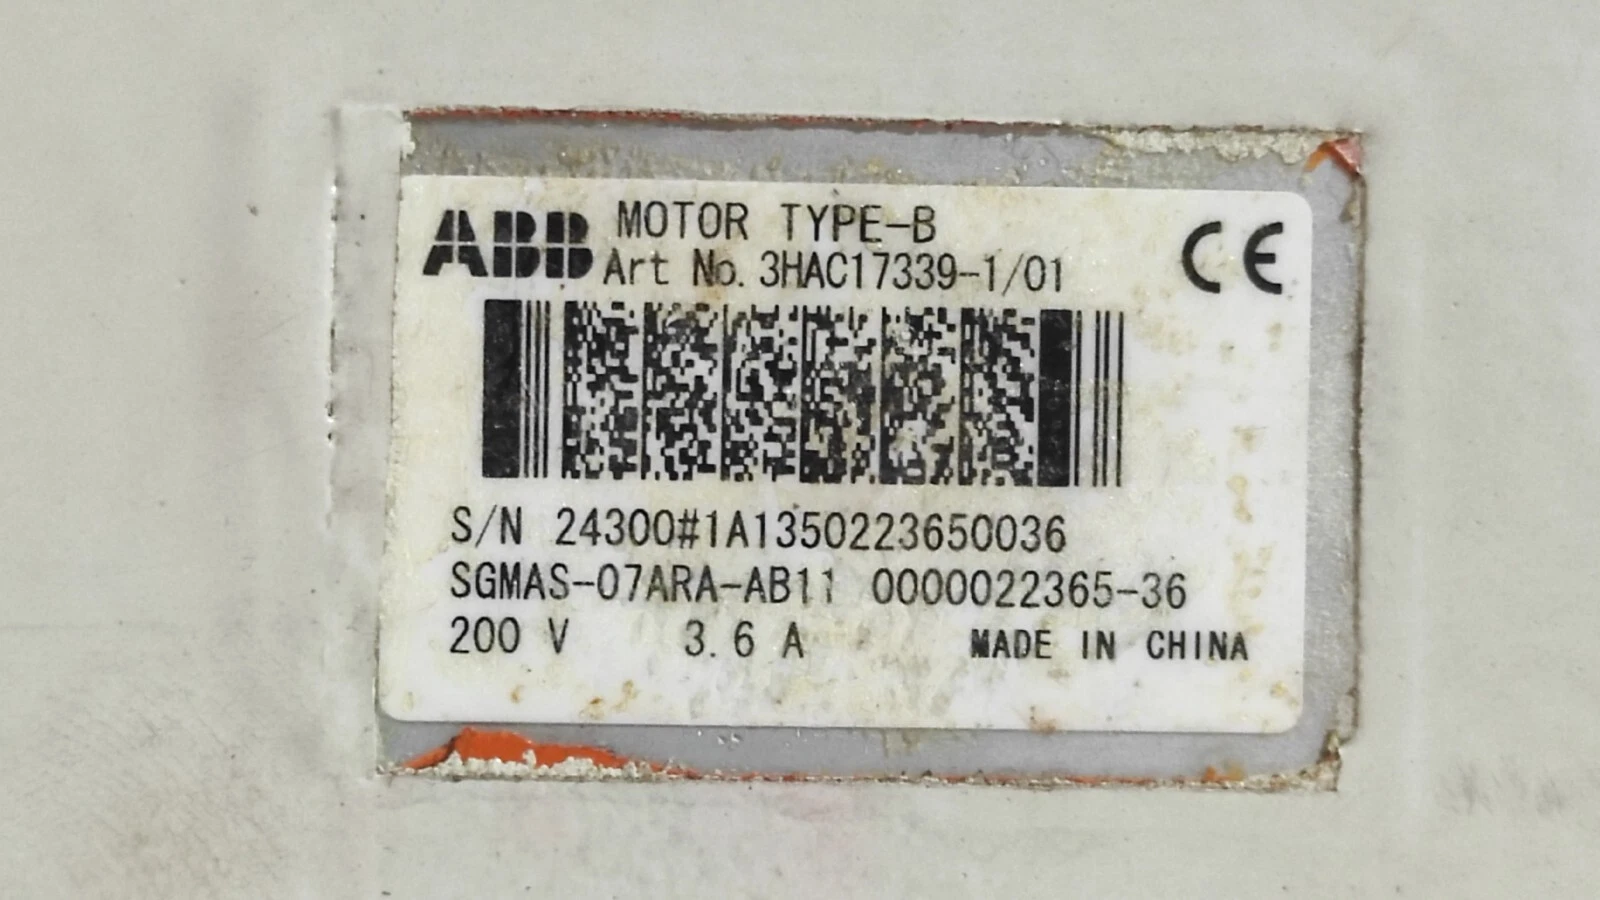 ABB MOTOR TYPE-B CE
Art No. 3HAC17339-1/01
S/N 24300#1A1350223650036
SGMAS-07ARA-AB11 0000022365-36
200 V 3.6 A MADE IN CHINA